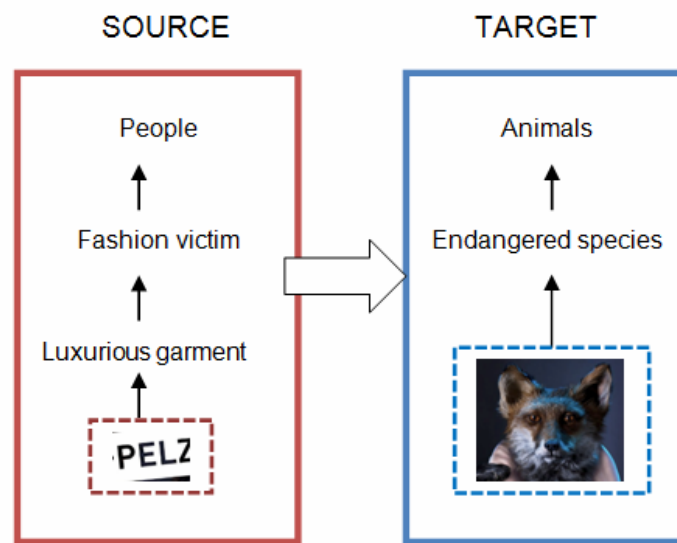 SOURCE
TARGET
People
Animals
Fashion victim
Endangered species
Luxurious garment
PELZ